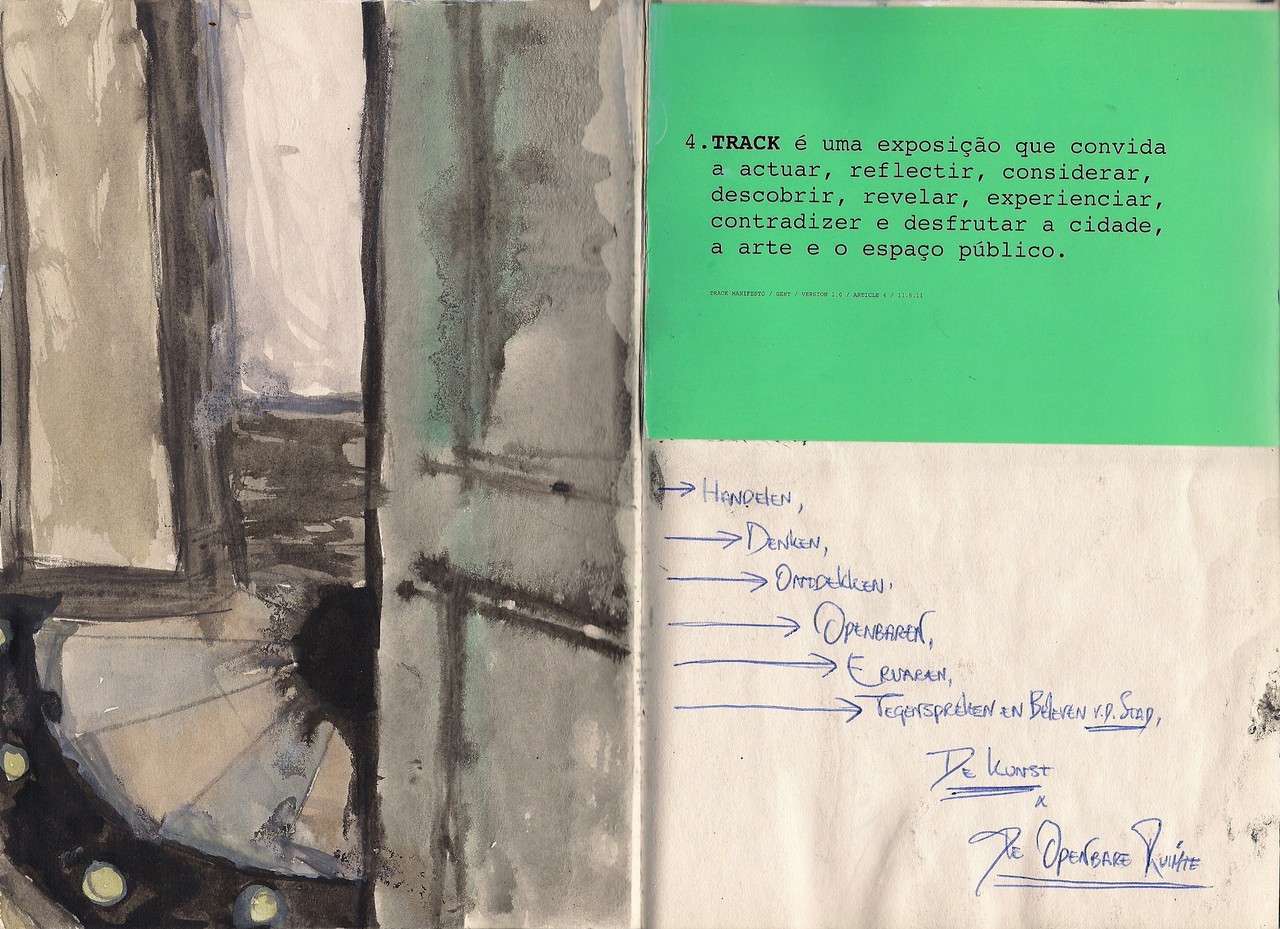 4.TRACK é uma exposição que convida
a actuar, reflectir, considerar,
descobrir, revelar, experienciar,
contradizer e desfrutar a cidade,
a arte e o espaço público.
TRACK MANIFESTO / GENT / VERSION 1.0 / ARTICLE 4 / 11.5.11
→ HANDELEN,
→ DENKEN,
→ ONTDEKKEN,
→ OPENBAREN,
→ ERVAREN,
→ TEGENSPREKEN EN BELEVEN V.D. STAD,
DE KUNST
&
DE OPENBARE RUIMTE